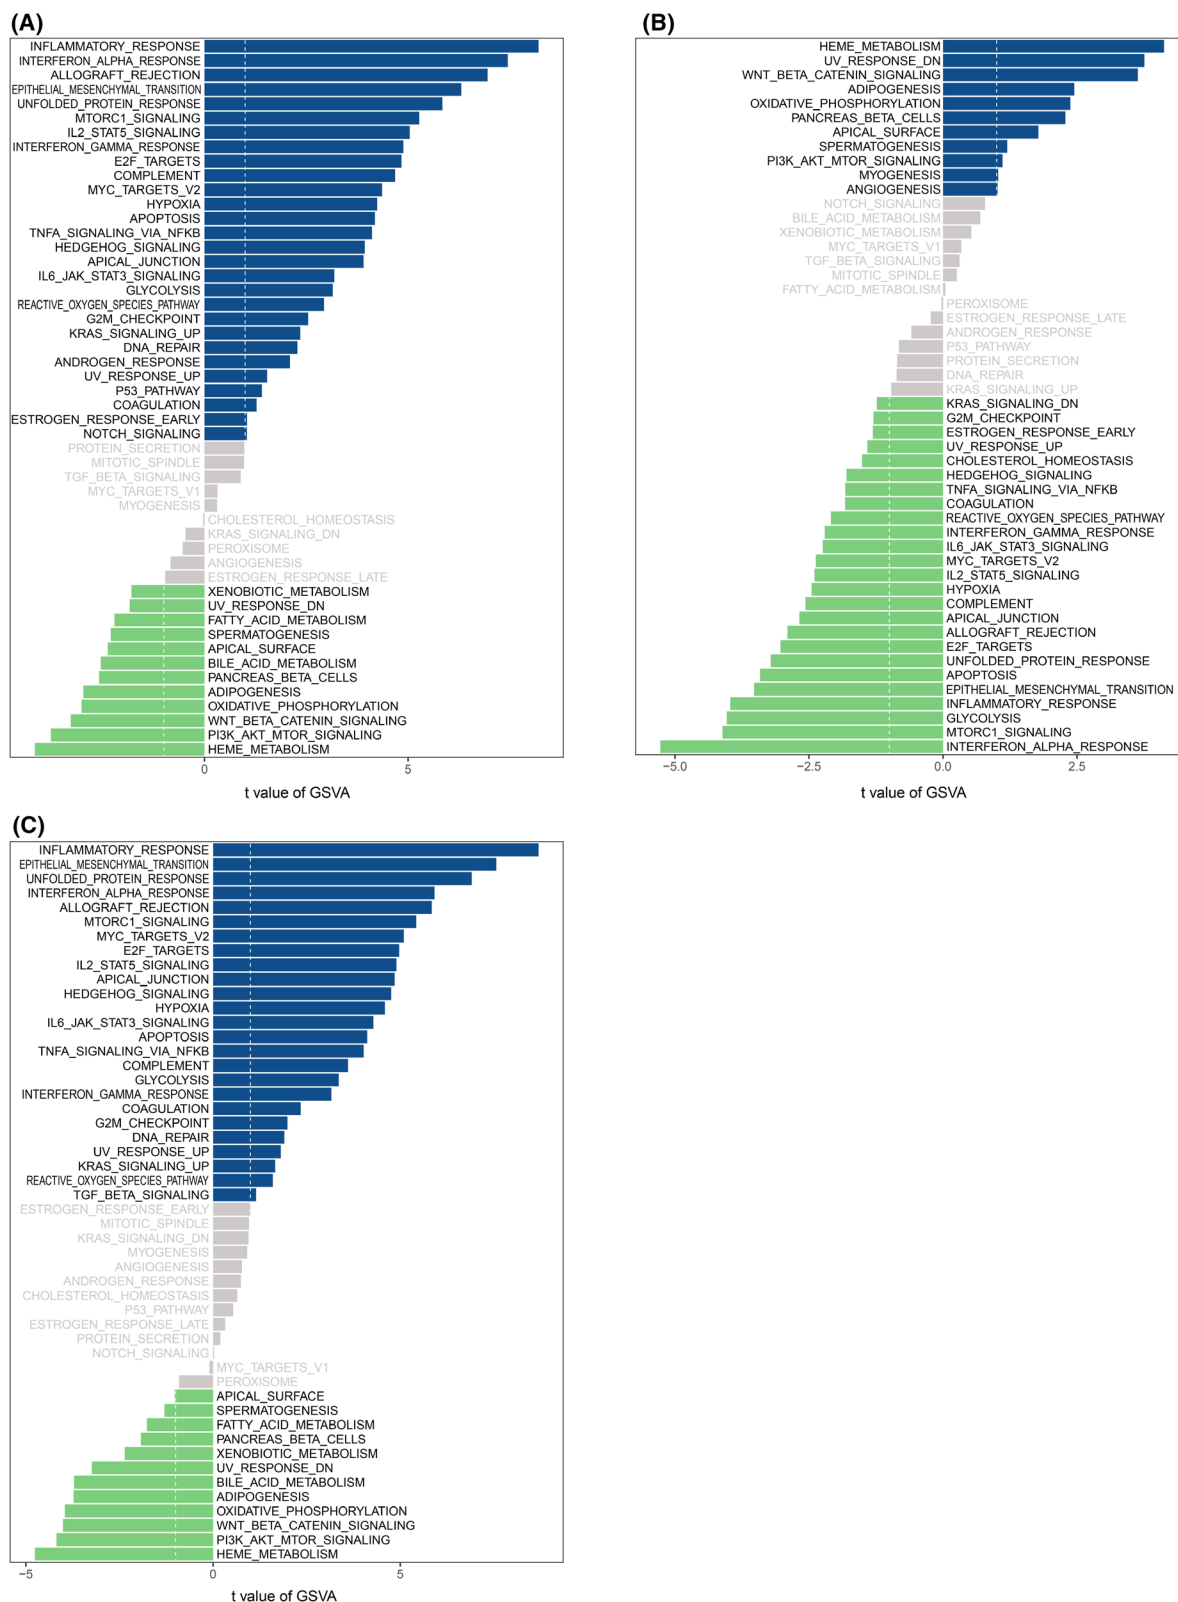 (A)
INFLAMMATORY_RESPONSE
INTERFERON_ALPHA_RESPONSE
ALLOGRAFT_REJECTION
EPITHELIAL_MESENCHYMAL_TRANSITION
UNFOLDED_PROTEIN_RESPONSE
MTORC1_SIGNALING
IL2_STAT5_SIGNALING
INTERFERON_GAMMA_RESPONSE
E2F_TARGETS
COMPLEMENT
MYC_TARGETS_V2
HYPOXIA
APOPTOSIS
TNFA_SIGNALING_VIA_NFKB
HEDGEHOG_SIGNALING
APICAL_JUNCTION
IL6_JAK_STAT3_SIGNALING
GLYCOLYSIS
REACTIVE_OXYGEN_SPECIES_PATHWAY
G2M_CHECKPOINT
KRAS_SIGNALING_UP
DNA_REPAIR
ANDROGEN_RESPONSE
UV_RESPONSE_UP
P53_PATHWAY
COAGULATION
ESTROGEN_RESPONSE_EARLY
NOTCH_SIGNALING
PROTEIN_SECRETION
MITOTIC_SPINDLE
TGF_BETA_SIGNALING
MYC_TARGETS_V1
MYOGENESIS
CHOLESTEROL_HOMEOSTASIS
KRAS_SIGNALING_DN
PEROXISOME
ANGIOGENESIS
ESTROGEN_RESPONSE_LATE
XENOBIOTIC_METABOLISM
UV_RESPONSE_DN
FATTY_ACID_METABOLISM
SPERMATOGENESIS
APICAL_SURFACE
BILE_ACID_METABOLISM
PANCREAS_BETA_CELLS
ADIPOGENESIS
OXIDATIVE_PHOSPHORYLATION
WNT_BETA_CATENIN_SIGNALING
PI3K_AKT_MTOR_SIGNALING
HEME_METABOLISM
0 5
t value of GSVA
(B)
HEME_METABOLISM
UV_RESPONSE_DN
WNT_BETA_CATENIN_SIGNALING
ADIPOGENESIS
OXIDATIVE_PHOSPHORYLATION
PANCREAS_BETA_CELLS
APICAL_SURFACE
SPERMATOGENESIS
PI3K_AKT_MTOR_SIGNALING
MYOGENESIS
ANGIOGENESIS
NOTCH_SIGNALING
BILE_ACID_METABOLISM
XENOBIOTIC_METABOLISM
MYC_TARGETS_V1
TGF_BETA_SIGNALING
MITOTIC_SPINDLE
FATTY_ACID_METABOLISM
PEROXISOME
ESTROGEN_RESPONSE_LATE
ANDROGEN_RESPONSE
P53_PATHWAY
PROTEIN_SECRETION
DNA_REPAIR
KRAS_SIGNALING_UP
KRAS_SIGNALING_DN
G2M_CHECKPOINT
ESTROGEN_RESPONSE_EARLY
UV_RESPONSE_UP
CHOLESTEROL_HOMEOSTASIS
HEDGEHOG_SIGNALING
TNFA_SIGNALING_VIA_NFKB
COAGULATION
REACTIVE_OXYGEN_SPECIES_PATHWAY
INTERFERON_GAMMA_RESPONSE
IL6_JAK_STAT3_SIGNALING
MYC_TARGETS_V2
IL2_STAT5_SIGNALING
HYPOXIA
COMPLEMENT
APICAL_JUNCTION
ALLOGRAFT_REJECTION
E2F_TARGETS
UNFOLDED_PROTEIN_RESPONSE
APOPTOSIS
EPITHELIAL_MESENCHYMAL_TRANSITION
INFLAMMATORY_RESPONSE
GLYCOLYSIS
MTORC1_SIGNALING
INTERFERON_ALPHA_RESPONSE
−5.0 −2.5 0.0 2.5
t value of GSVA
(C)
INFLAMMATORY_RESPONSE
EPITHELIAL_MESENCHYMAL_TRANSITION
UNFOLDED_PROTEIN_RESPONSE
INTERFERON_ALPHA_RESPONSE
ALLOGRAFT_REJECTION
MTORC1_SIGNALING
MYC_TARGETS_V2
E2F_TARGETS
IL2_STAT5_SIGNALING
APICAL_JUNCTION
HEDGEHOG_SIGNALING
HYPOXIA
IL6_JAK_STAT3_SIGNALING
APOPTOSIS
TNFA_SIGNALING_VIA_NFKB
COMPLEMENT
GLYCOLYSIS
INTERFERON_GAMMA_RESPONSE
COAGULATION
G2M_CHECKPOINT
DNA_REPAIR
UV_RESPONSE_UP
KRAS_SIGNALING_UP
REACTIVE_OXYGEN_SPECIES_PATHWAY
TGF_BETA_SIGNALING
ESTROGEN_RESPONSE_EARLY
MITOTIC_SPINDLE
KRAS_SIGNALING_DN
MYOGENESIS
ANGIOGENESIS
ANDROGEN_RESPONSE
CHOLESTEROL_HOMEOSTASIS
P53_PATHWAY
ESTROGEN_RESPONSE_LATE
PROTEIN_SECRETION
NOTCH_SIGNALING
MYC_TARGETS_V1
PEROXISOME
APICAL_SURFACE
SPERMATOGENESIS
FATTY_ACID_METABOLISM
PANCREAS_BETA_CELLS
XENOBIOTIC_METABOLISM
UV_RESPONSE_DN
BILE_ACID_METABOLISM
ADIPOGENESIS
OXIDATIVE_PHOSPHORYLATION
WNT_BETA_CATENIN_SIGNALING
PI3K_AKT_MTOR_SIGNALING
HEME_METABOLISM
−5 0 5
t value of GSVA